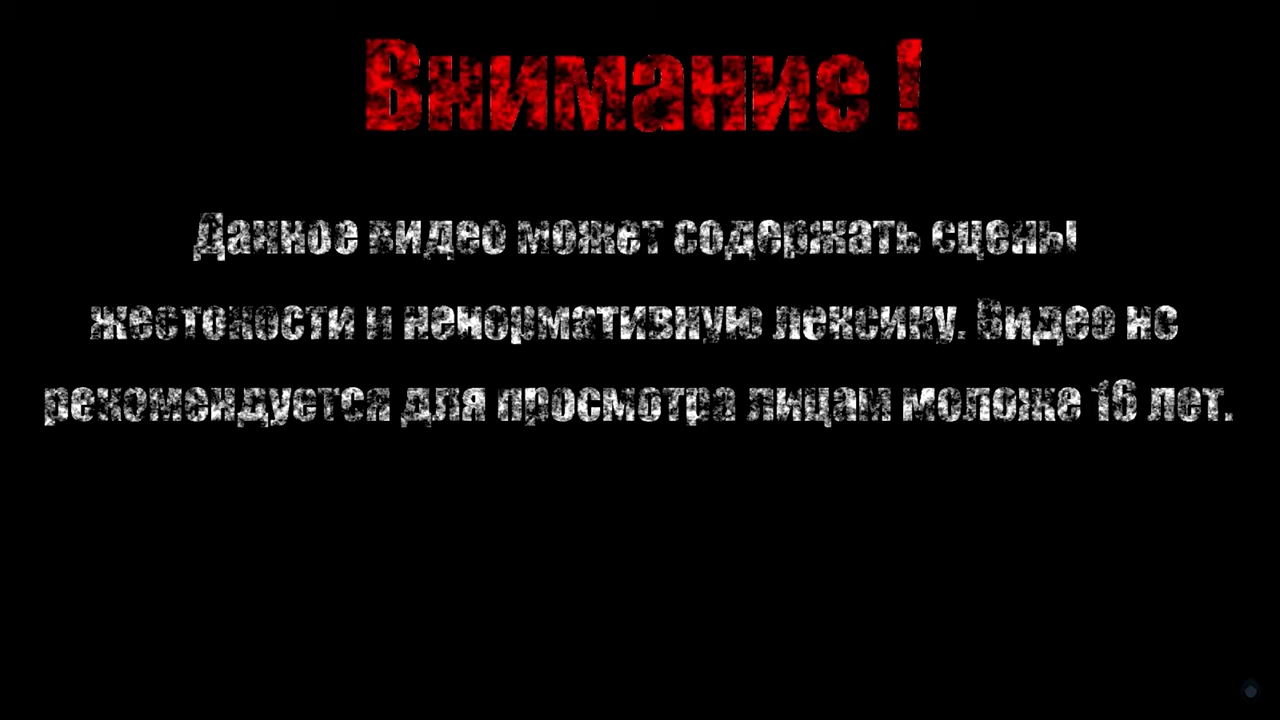 Внимание !
Данное видео может содержать сцены
жестокости и ненормативную лексику. Видео не
рекомендуется для просмотра лицам моложе 16 лет.